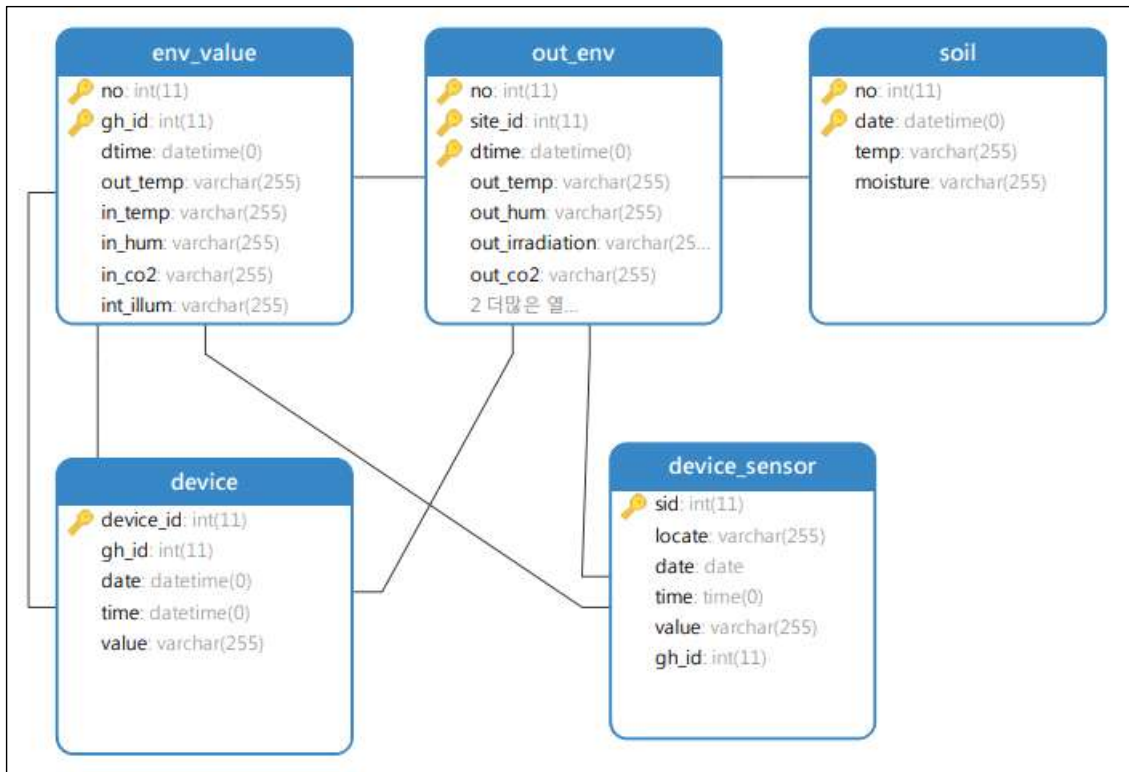 env_value
no: int(11)
gh_id: int(11)
dtime: datetime(0)
out_temp: varchar(255)
in_temp: varchar(255)
in_hum: varchar(255)
in_co2: varchar(255)
int_illum: varchar(255)
out_env
no: int(11)
site_id: int(11)
dtime: datetime(0)
out_temp: varchar(255)
out_hum: varchar(255)
out_irradiation: varchar(25...
out_co2: varchar(255)
2 더많은 열...
soil
no: int(11)
date: datetime(0)
temp: varchar(255)
moisture: varchar(255)
device
device_id: int(11)
gh_id: int(11)
date: datetime(0)
time: datetime(0)
value: varchar(255)
device_sensor
sid: int(11)
locate: varchar(255)
date: date
time: time(0)
value: varchar(255)
gh_id: int(11)